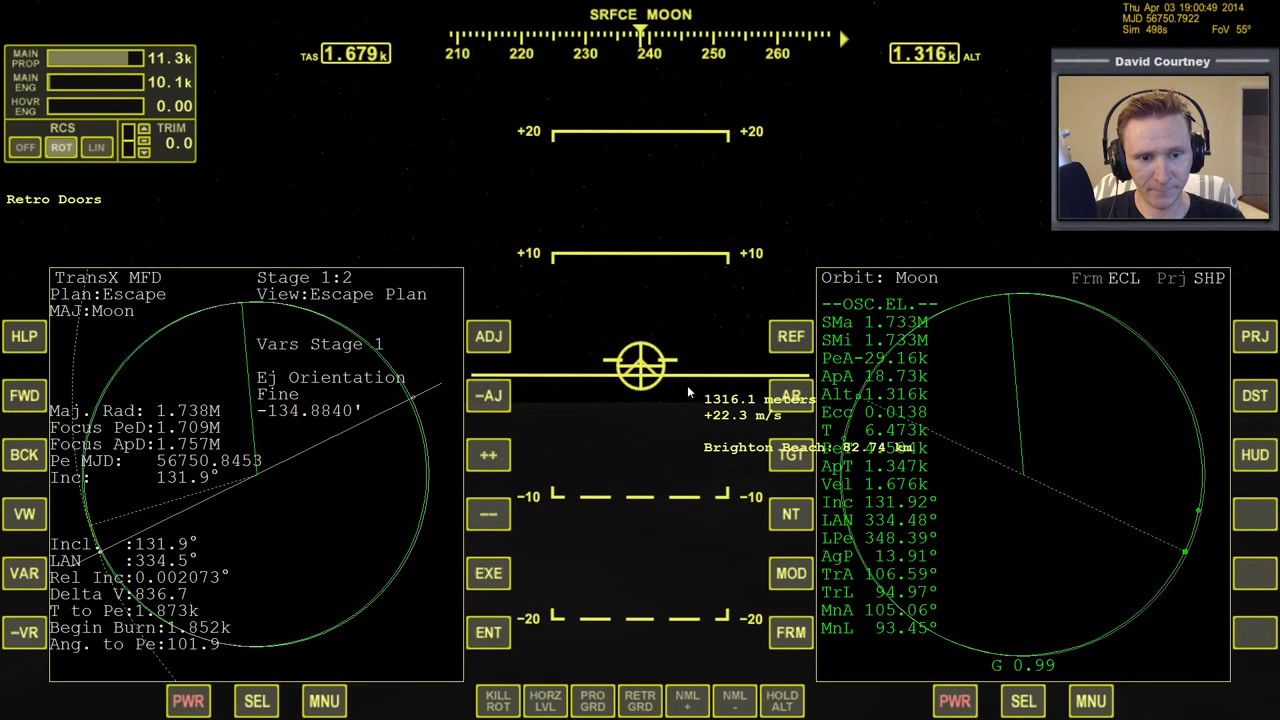 SRFCE MOON
210 220 230 240 250 260
TAS 1.679k
1.316k ALT
Thu Apr 03 19:00:49 2014
MJD 56750.7922
Sim 498s FoV 55°
David Courtney
MAIN PROP 11.3k
MAIN ENG 10.1k
HOVR ENG 0.00
RCS
TRIM
OFF ROT LIN 0.0
Retro Doors
+20 +20
+10 +10
-10 -10
-20 -20
1316.1 meters
+22.3 m/s
Brighton Beach: 82.74 km
TransX MFD Stage 1:2
Plan:Escape View:Escape Plan
MAJ:Moon
Vars Stage 1
Ej Orientation
Fine
-134.8840'
Maj. Rad: 1.738M
Focus PeD:1.709M
Focus ApD:1.757M
Pe MJD: 56750.8453
Inc: 131.9°
Incl. :131.9°
LAN :334.5°
Rel Inc:0.002073°
Delta V:836.7
T to Pe:1.873k
Begin Burn:1.852k
Ang. to Pe:101.9
HLP
FWD
BCK
VW
VAR
-VR
ADJ
-AJ
++
--
EXE
ENT
PWR SEL MNU
KILL ROT
HORZ LVL
PRO GRD
RETR GRD
NML +
NML -
HOLD ALT
REF
AR
TGT
NT
MOD
FRM
Orbit: Moon Frm ECL Prj SHP
--OSC.EL.--
SMa 1.733M
SMi 1.733M
PeA-29.16k
ApA 18.73k
Alt 1.316k
Ecc 0.0138
T 6.473k
ApT 1.347k
Vel 1.676k
Inc 131.92°
LAN 334.48°
LPe 348.39°
AgP 13.91°
TrA 106.59°
TrL 94.97°
MnA 105.06°
MnL 93.45°
G 0.99
PRJ
DST
HUD
PWR SEL MNU